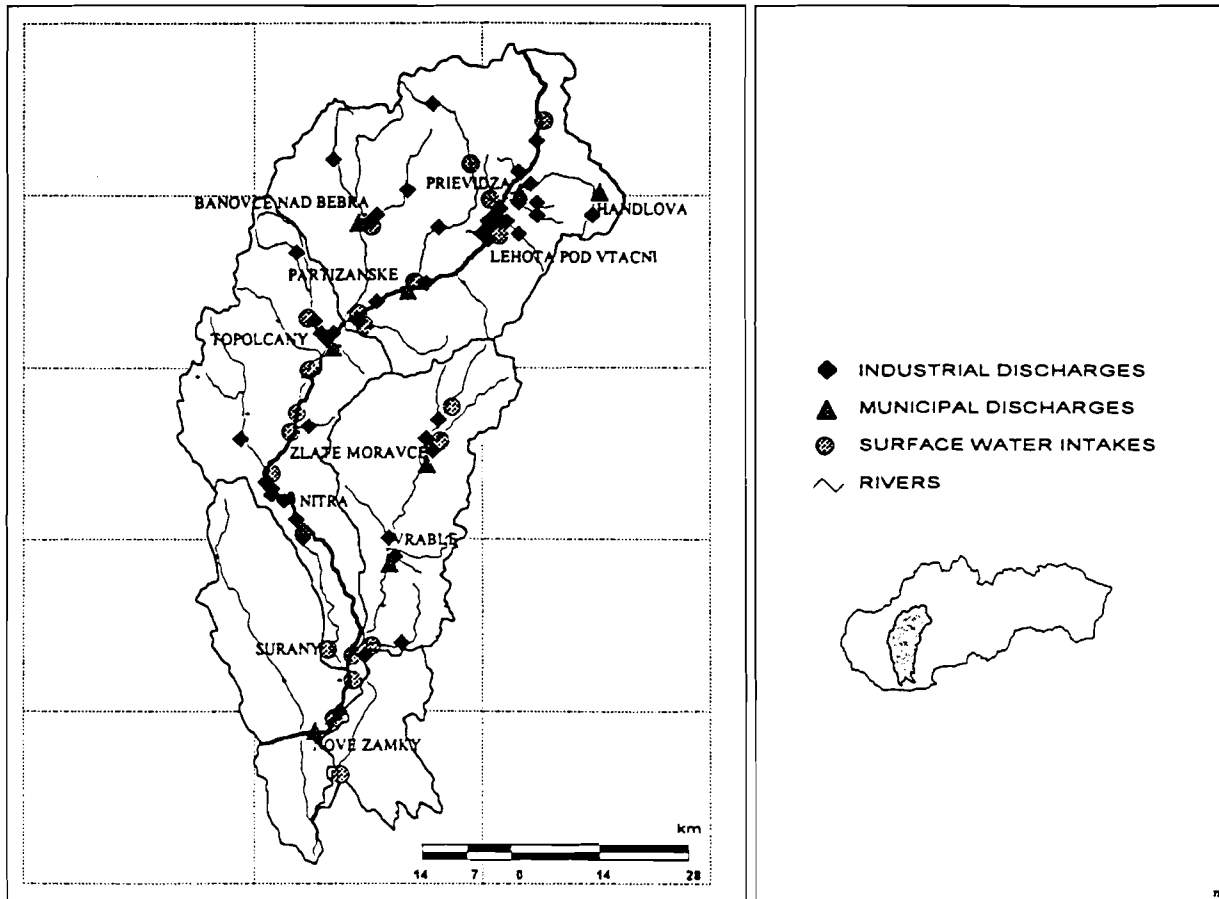 PRIEVIDZA
BANOVCE NAD BEBRA
HANDLOVA
LEHOTA POD VTACNI
PARTIZANSKE
TOPOLCANY
ZLATE MORAVCE
NITRA
VRABLE
SURANY
NOVE ZAMKY
km
14 7 0 14 28
INDUSTRIAL DISCHARGES
MUNICIPAL DISCHARGES
SURFACE WATER INTAKES
RIVERS